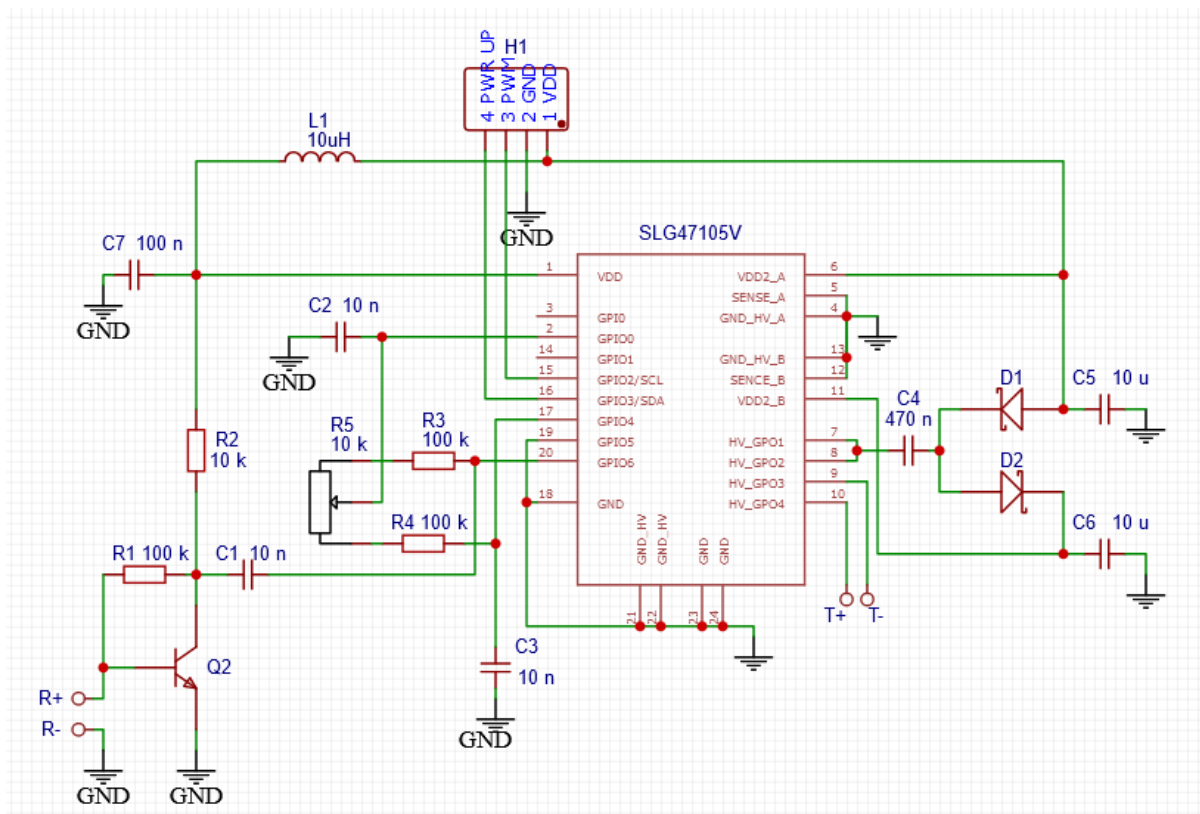 H1
4 PWR UP
3 PWM
2 GND
1 VDD
L1
10uH
GND
SLG47105V
C7 100 n
GND
1 VDD
3 GPI0
2 GPIO0
14 GPIO1
15 GPIO2/SCL
16 GPIO3/SDA
17 GPIO4
19 GPIO5
20 GPIO6
18 GND
VDD2_A 6
SENSE_A 5
GND_HV_A 4
GND_HV_B 13
SENCE_B 12
VDD2_B 11
HV_GPO1 7
HV_GPO2 8
HV_GPO3 9
HV_GPO4 10
GND_HV 21
GND_HV 22
GND 23
GND 24
C2 10 n
GND
D1
C5 10 u
C4
470 n
D2
C6 10 u
R5
10 k
R3
100 k
R2
10 k
R4 100 k
R1 100 k
C1 10 n
T+ T-
C3
10 n
GND
Q2
R+
R-
GND
GND